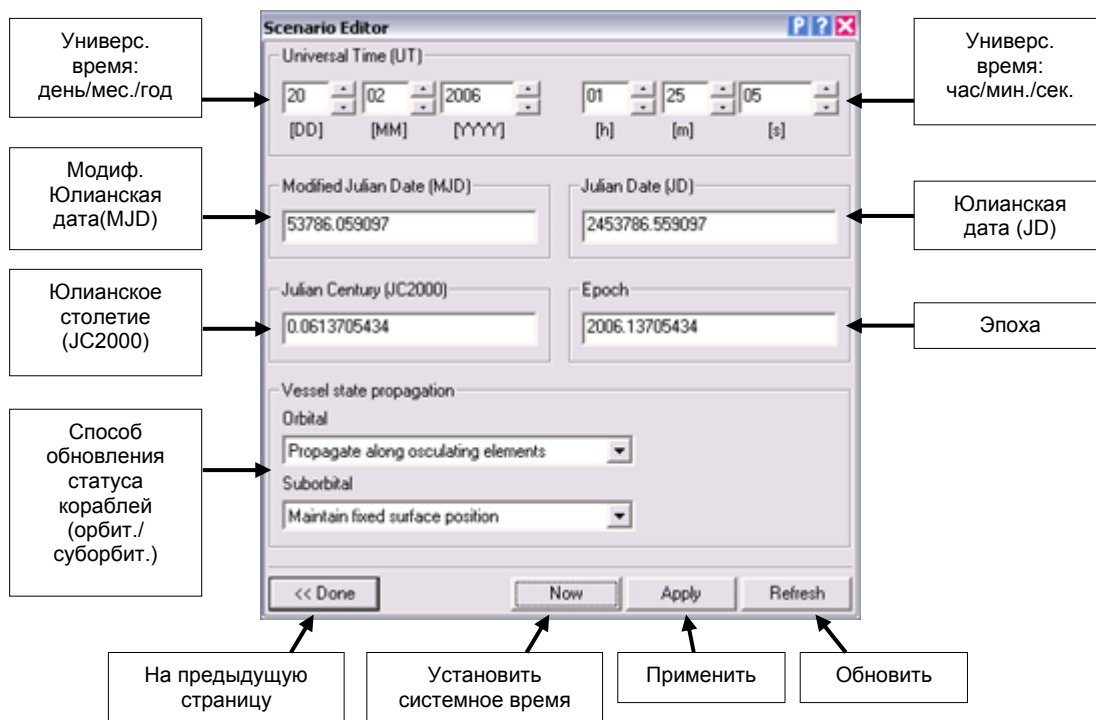 Универс.
время:
день/мес./год
Scenario Editor
P ? X
Универс.
время:
час/мин./сек.
Universal Time (UT)
20 02 2006 01 25 05
[DD] [MM] [YYYY] [h] [m] [s]
Модиф.
Юлианская
дата(MJD)
Modified Julian Date (MJD) Julian Date (JD)
53786.059097 2453786.559097
Юлианская
дата (JD)
Юлианское
столетие
(JC2000)
Julian Century (JC2000) Epoch
0.0613705434 2006.13705434
Эпоха
Способ
обновления
статуса
кораблей
(орбит./
суборбит.)
Vessel state propagation
Orbital
Propagate along osculating elements
Suborbital
Maintain fixed surface position
<< Done Now Apply Refresh
На предыдущую
страницу
Установить
системное время
Применить
Обновить